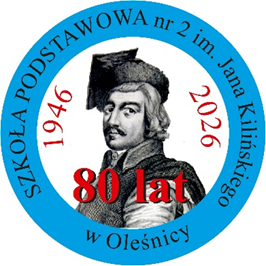 SZKOŁA PODSTAWOWA nr 2 im. Jana Kilińskiego
1946
2026
80 lat
w Oleśnicy